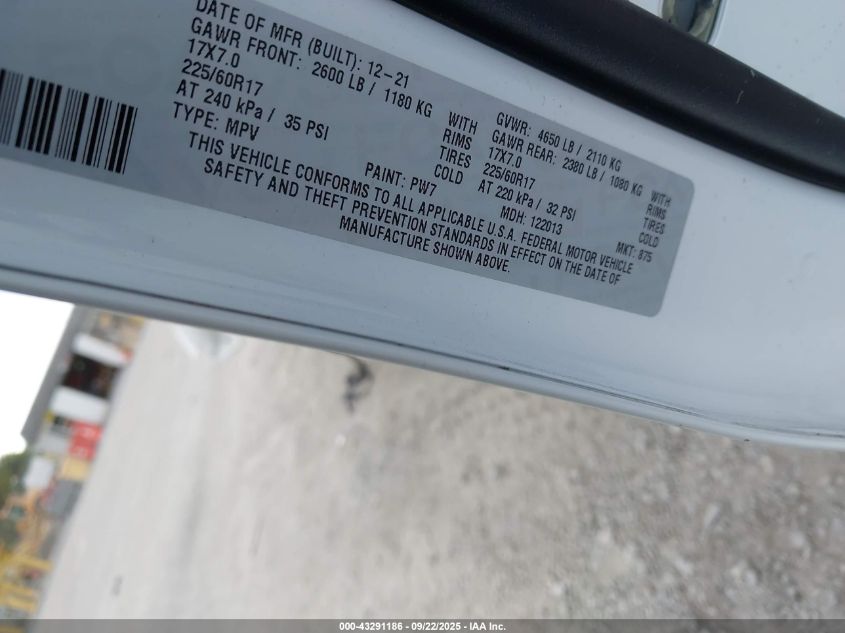 DATE OF MFR (BUILT): 12-21
GAWR FRONT: 2600 LB / 1180 KG WITH
17X7.0 RIMS
225/60R17 TIRES
AT 240 kPa / 35 PSI COLD
TYPE: MPV PAINT: PW7
GVWR: 4650 LB / 2110 KG
GAWR REAR: 2380 LB / 1080 KG WITH
17X7.0 RIMS
225/60R17 TIRES
AT 220 kPa / 32 PSI COLD
MDH: 122013 MKT: 875
THIS VEHICLE CONFORMS TO ALL APPLICABLE U.S.A. FEDERAL MOTOR VEHICLE
SAFETY AND THEFT PREVENTION STANDARDS IN EFFECT ON THE DATE OF
MANUFACTURE SHOWN ABOVE.
000-43291186 - 09/22/2025 - IAA Inc.